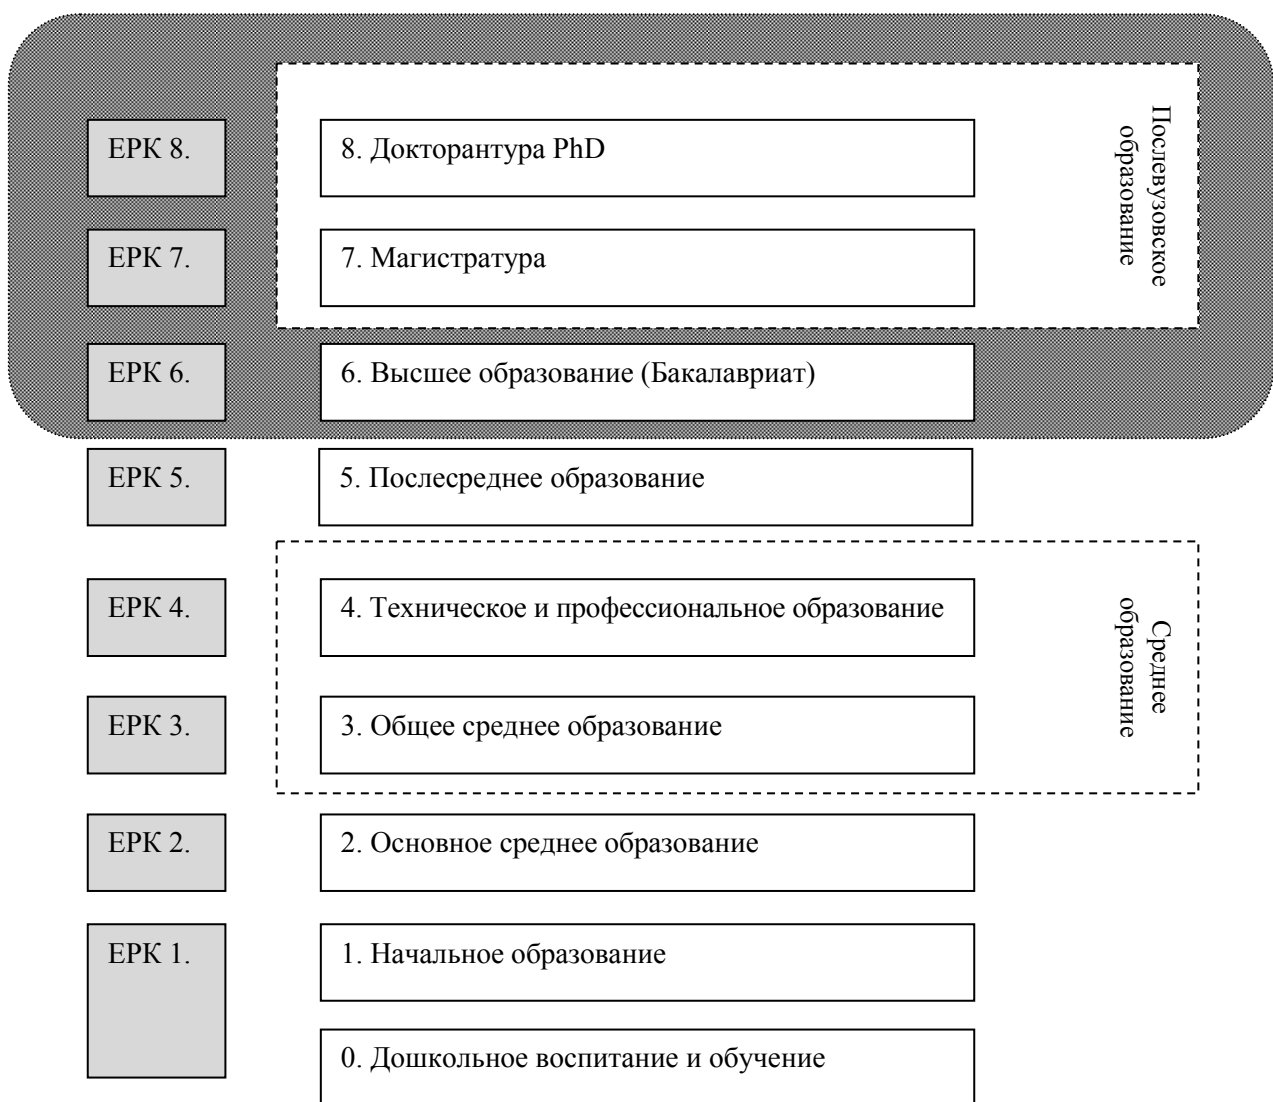 ЕРК 8.
8. Докторантура PhD
Послевузовское
образование
ЕРК 7.
7. Магистратура
ЕРК 6.
6. Высшее образование (Бакалавриат)
ЕРК 5.
5. Послесреднее образование
ЕРК 4.
4. Техническое и профессиональное образование
Среднее
образование
ЕРК 3.
3. Общее среднее образование
ЕРК 2.
2. Основное среднее образование
ЕРК 1.
1. Начальное образование
0. Дошкольное воспитание и обучение